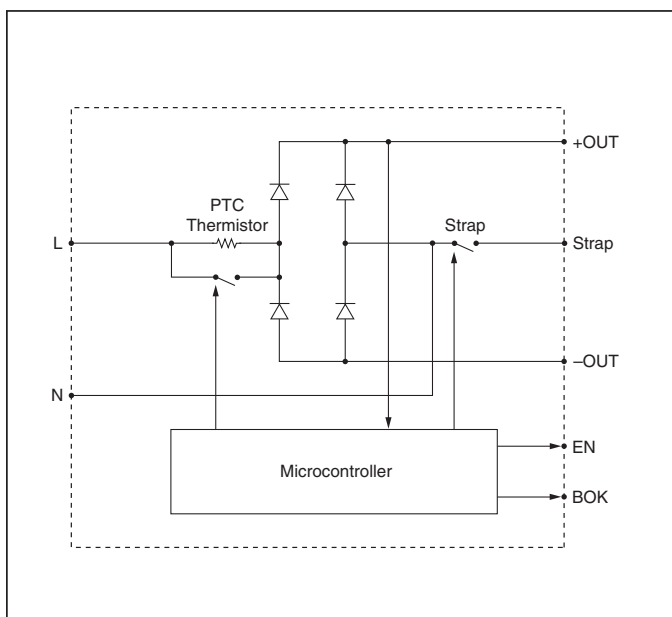 +OUT
PTC
Thermistor
Strap
L
Strap
–OUT
N
EN
Microcontroller
BOK